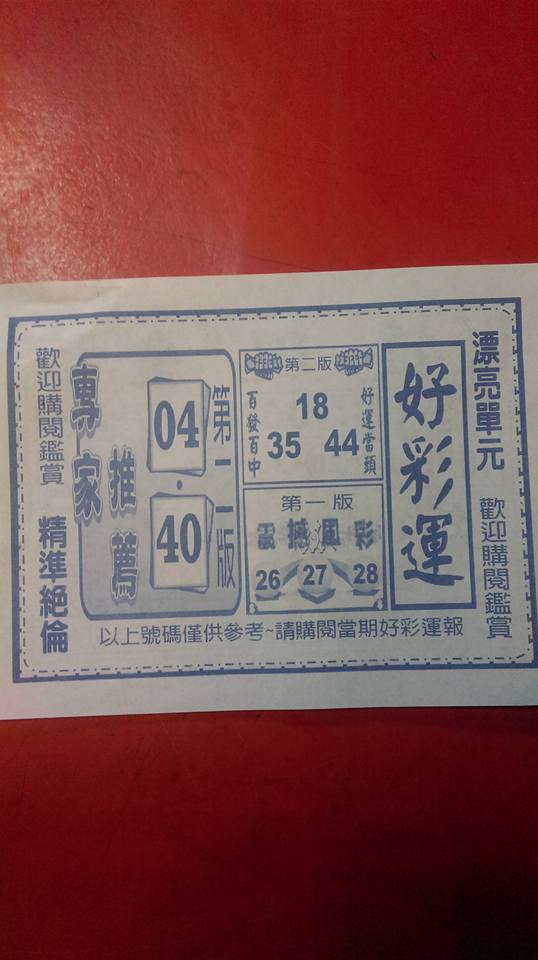 漂亮單元
歡迎購閱鑑賞
好彩運
第二版
好運當頭
18
35 44
百發百中
第一版
風彩
26 27 28
第二版
04
40
專家
推薦
歡迎購閱鑑賞
精準絕倫
以上號碼僅供參考~請購閱當期好彩運報